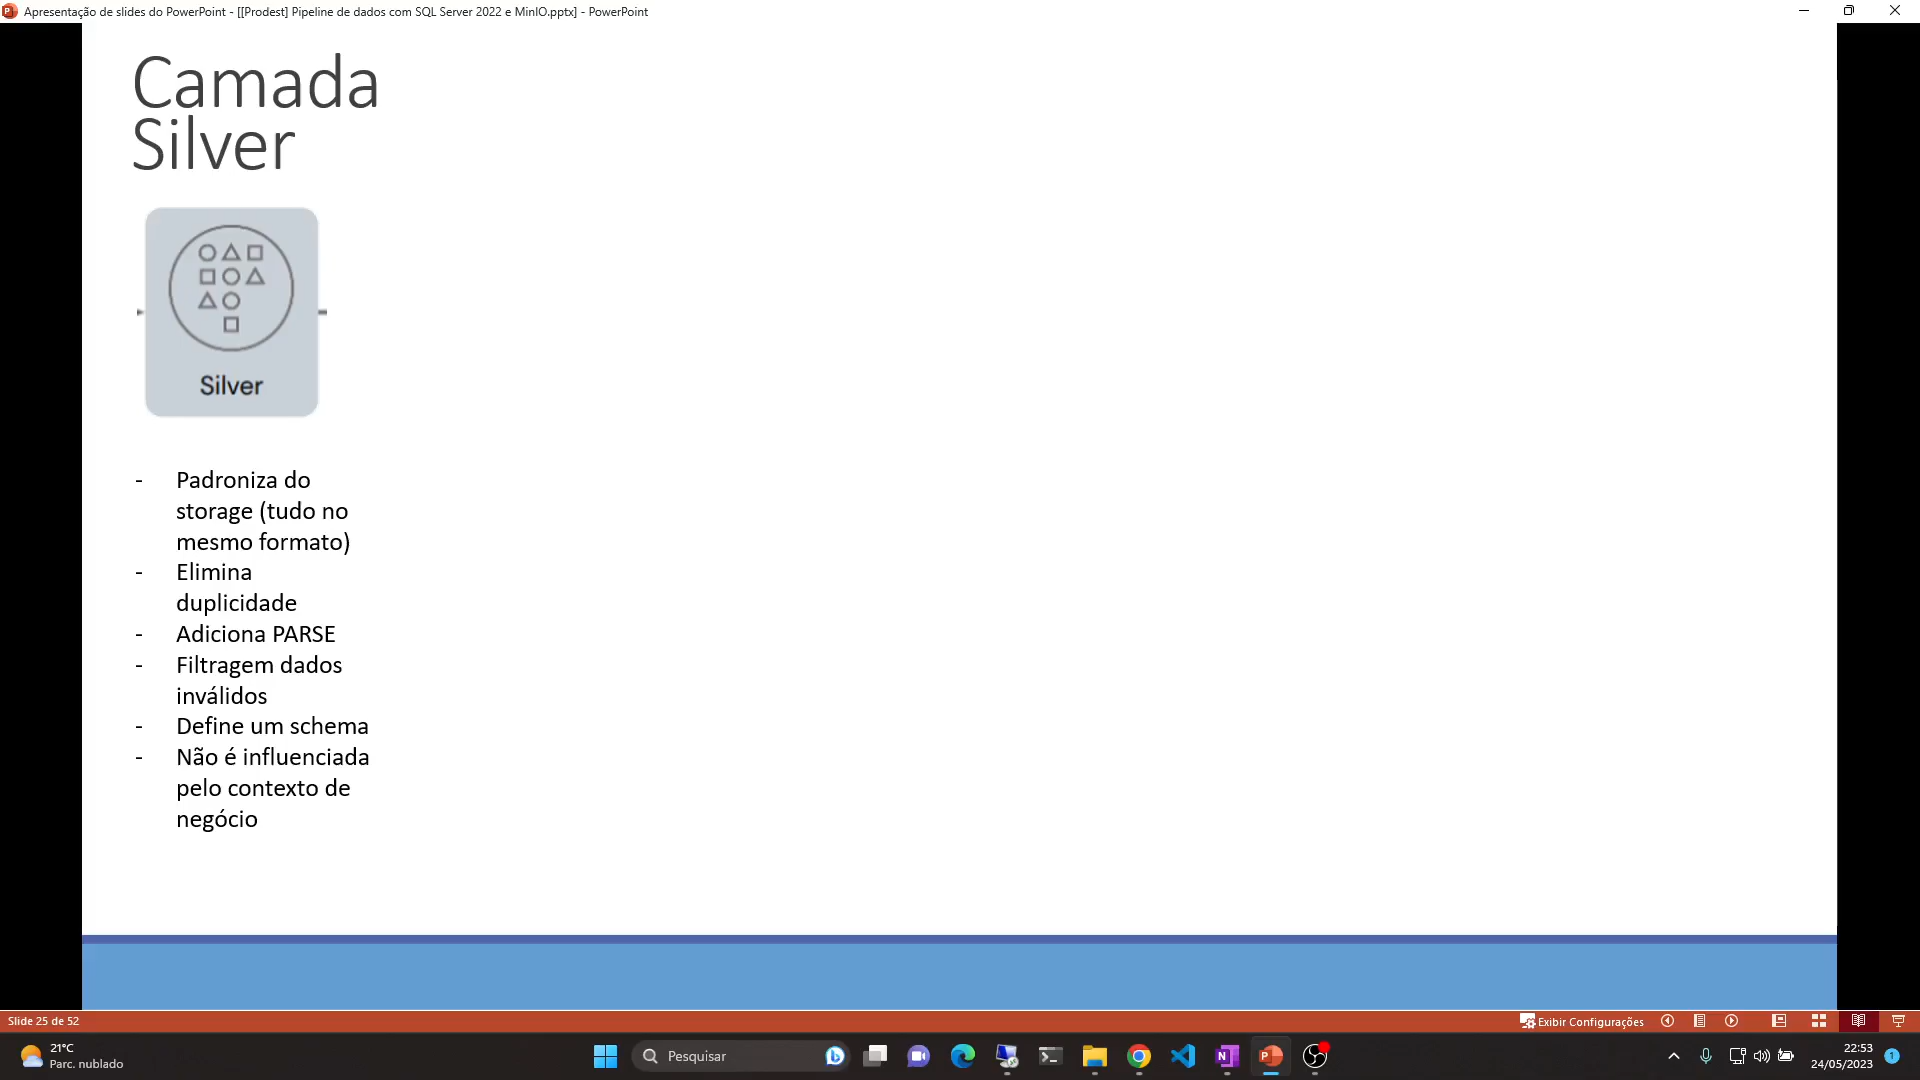 Apresentação de slides do PowerPoint - [[Prodest] Pipeline de dados com SQL Server 2022 e MinIO.pptx] - PowerPoint
Camada
Silver
Silver
- Padroniza do
storage (tudo no
mesmo formato)
- Elimina
duplicidade
- Adiciona PARSE
- Filtragem dados
inválidos
- Define um schema
- Não é influenciada
pelo contexto de
negócio
Slide 25 de 52
Exibir Configurações
21°C
Parc. nublado
Pesquisar
22:53
24/05/2023
1